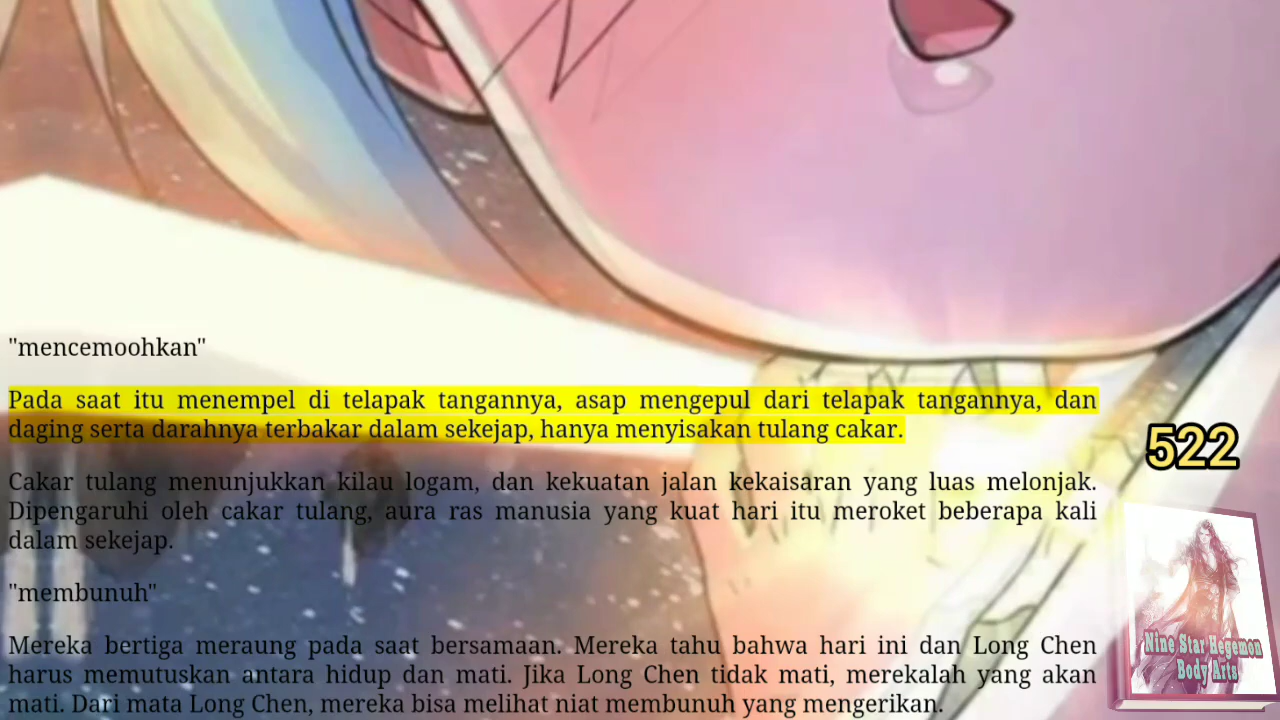 "mencemoohkan"
Pada saat itu menempel di telapak tangannya, asap mengepul dari telapak tangannya, dan
daging serta darahnya terbakar dalam sekejap, hanya menyisakan tulang cakar.
522
Cakar tulang menunjukkan kilau logam, dan kekuatan jalan kekaisaran yang luas melonjak.
Dipengaruhi oleh cakar tulang, aura ras manusia yang kuat hari itu meroket beberapa kali
dalam sekejap.
"membunuh"
Mereka bertiga meraung pada saat bersamaan. Mereka tahu bahwa hari ini dan Long Chen
harus memutuskan antara hidup dan mati. Jika Long Chen tidak mati, merekalah yang akan
mati. Dari mata Long Chen, mereka bisa melihat niat membunuh yang mengerikan.
Nine Star Hegemon
Body Arts